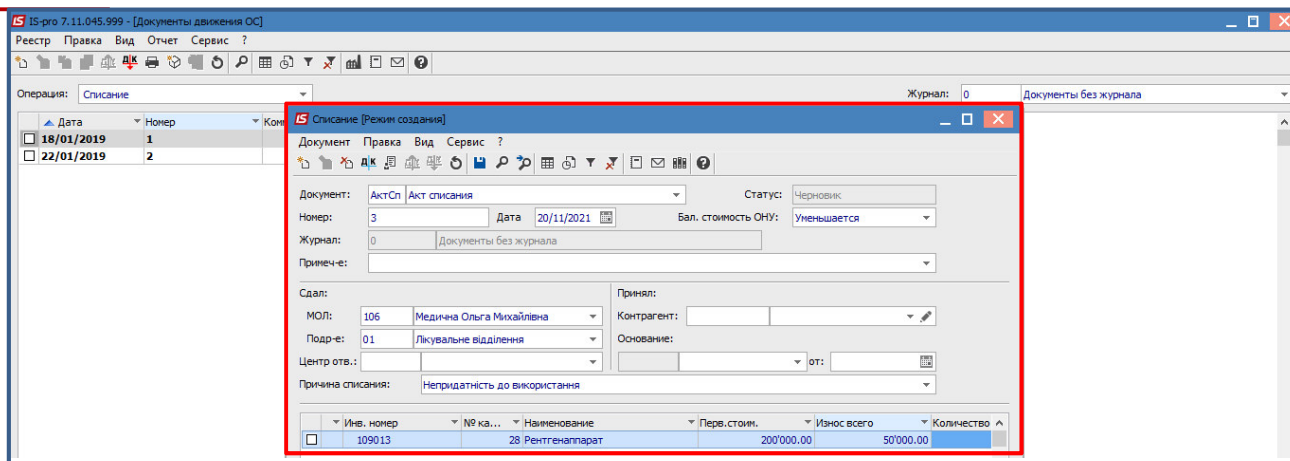 IS-pro 7.11.045.999 - [Документы движения ОС]
Реестр Правка Вид Отчет Сервис ?
Операция: Списание Журнал: 0 Документы без журнала
Дата Номер
18/01/2019 1
22/01/2019 2
Списание [Режим создания]
Документ Правка Вид Сервис ?
Документ: АктСп Акт списания Статус: Черновик
Номер: 3 Дата 20/11/2021 Бал. стоимость ОНУ: Уменьшается
Журнал: 0 Документы без журнала
Примеч-е:
Сдал: Принял:
МОЛ: 106 Медична Ольга Михайлівна Контрагент:
Подр-е: 01 Лікувальне відділення Основание:
Центр отв.: от:
Причина списания: Непридатність до використання
Инв. номер № ка... Наименование Перв.стоим. Износ всего Количество
109013 28 Рентгенаппарат 200'000.00 50'000.00